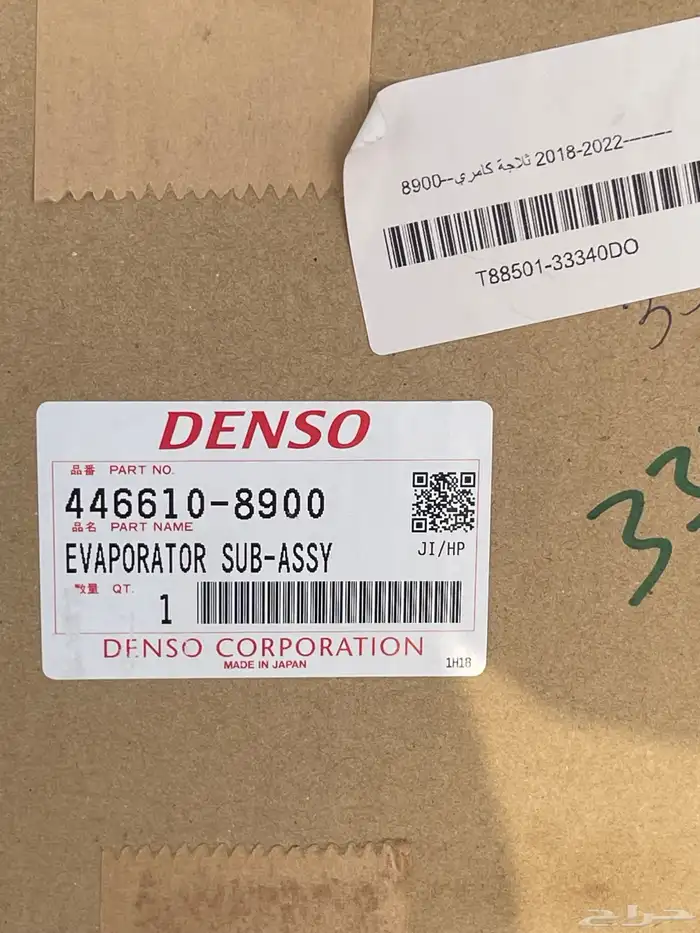 8900--ثلاجة كامري 2018-2022------
T88501-33340DO
DENSO
品番 PART NO.
446610-8900
品名 PART NAME
EVAPORATOR SUB-ASSY
JI/HP
数量 QT.
1
DENSO CORPORATION
MADE IN JAPAN
1H18
حراج